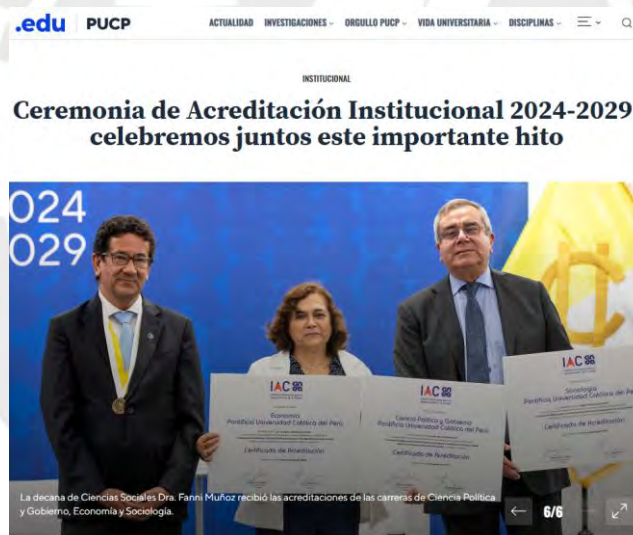 .edu PUCP
ACTUALIDAD INVESTIGACIONES ORGULLO PUCP VIDA UNIVERSITARIA DISCIPLINAS
INSTITUCIONAL
Ceremonia de Acreditación Institucional 2024-2029
celebremos juntos este importante hito
024
029
IAC
Economía
Pontificia Universidad Católica del Perú
Certificado de Acreditación
IAC
Ciencia Política y Gobierno
Pontificia Universidad Católica del Perú
Certificado de Acreditación
IAC
Sociología
Pontificia Universidad Católica del Pe
Certificado de Acreditación
La decana de Ciencias Sociales Dra. Fanni Muñoz recibió las acreditaciones de las carreras de Ciencia Política
y Gobierno, Economía y Sociología.
6/6